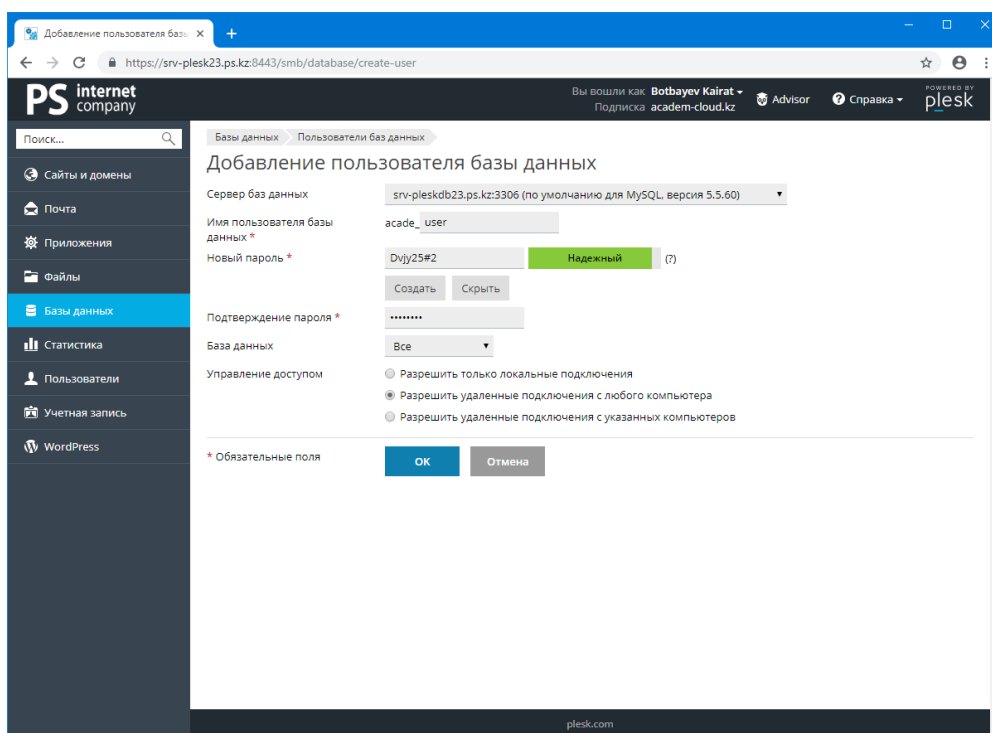 Добавление пользователя базы
https://srv-plesk23.ps.kz:8443/smb/database/create-user
PS internet company
Вы вошли как Botbayev Kairat
Подписка academ-cloud.kz
Advisor
Справка
POWERED BY
plesk
Поиск...
Сайты и домены
Почта
Приложения
Файлы
Базы данных
Статистика
Пользователи
Учетная запись
WordPress
Базы данных Пользователи баз данных
Добавление пользователя базы данных
Сервер баз данных srv-pleskdb23.ps.kz:3306 (по умолчанию для MySQL, версия 5.5.60)
Имя пользователя базы данных * acade_ user
Новый пароль * Dvjy25#2 Надежный (?)
Создать Скрыть
Подтверждение пароля * ••••••••
База данных Все
Управление доступом Разрешить только локальные подключения
Разрешить удаленные подключения с любого компьютера
Разрешить удаленные подключения с указанных компьютеров
* Обязательные поля ОК Отмена
plesk.com